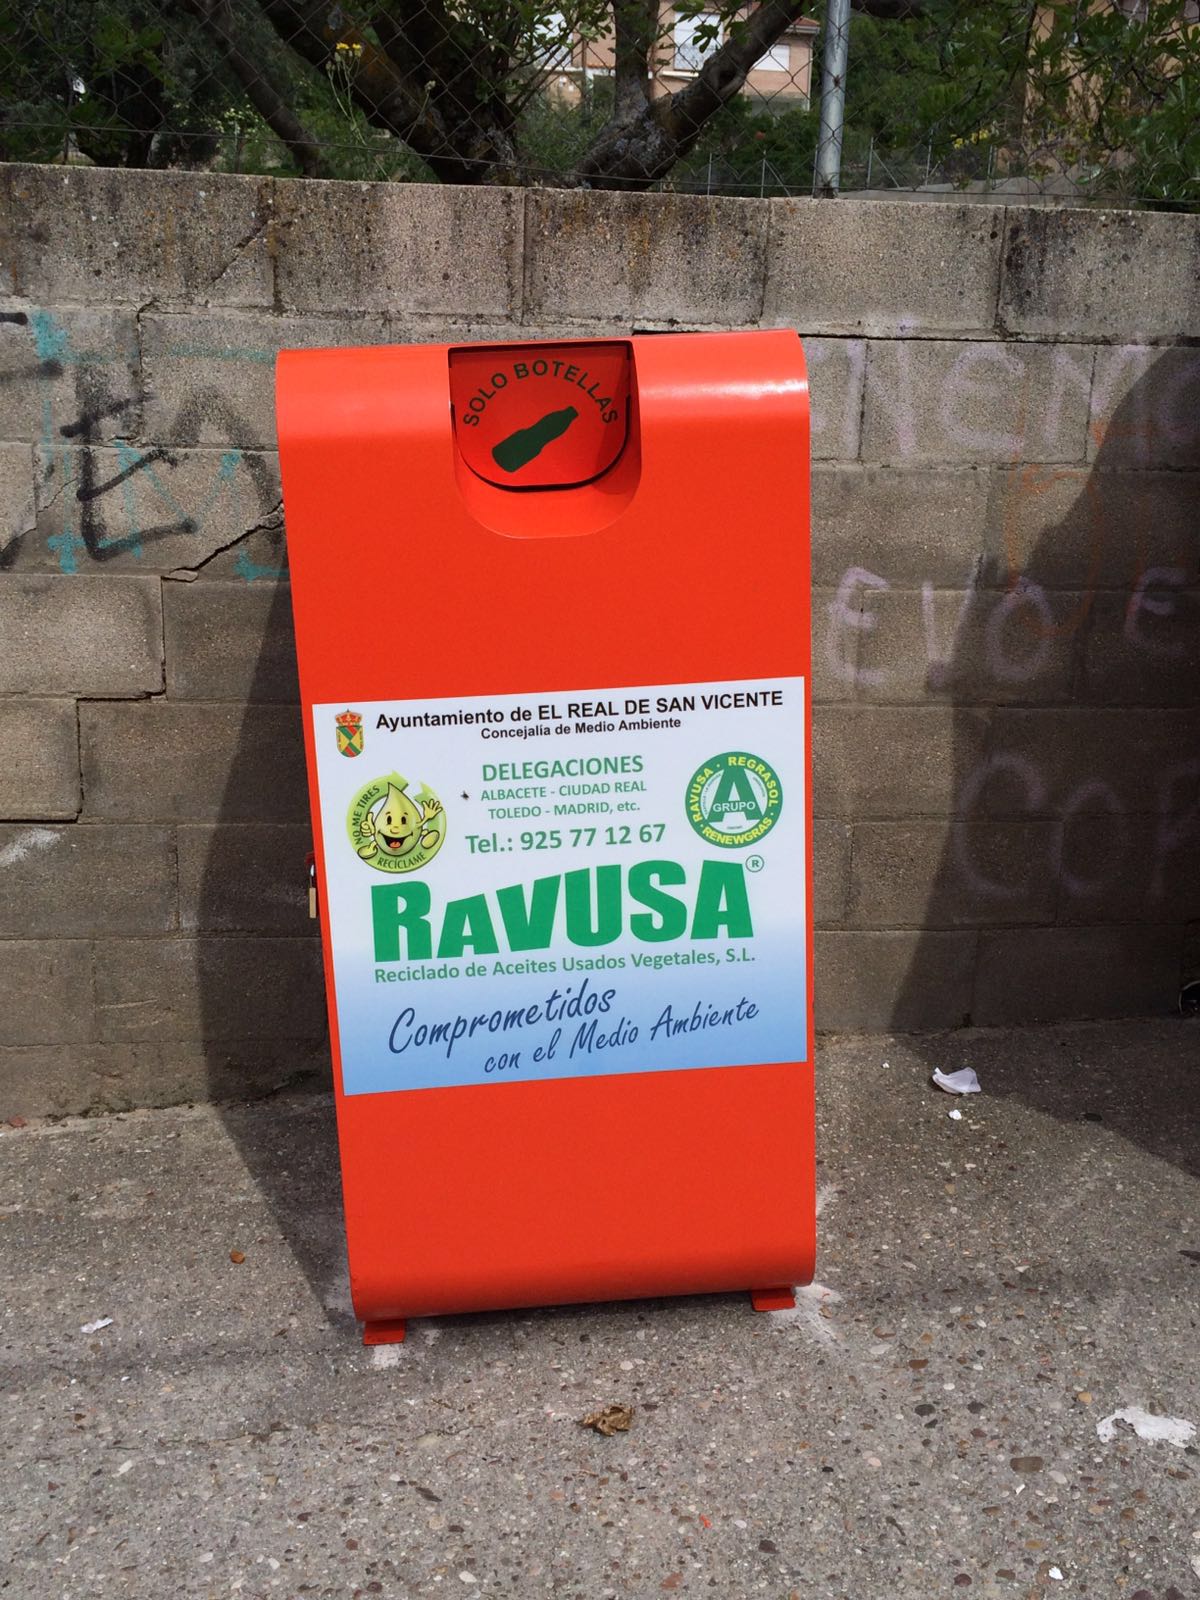 SOLO BOTELLAS
Ayuntamiento de EL REAL DE SAN VICENTE
Concejalía de Medio Ambiente
DELEGACIONES
ALBACETE - CIUDAD REAL
TOLEDO - MADRID, etc.
Tel.: 925 77 12 67
NO ME TIRES
RECÍCLAME
RAVUSA · REGRASOL
A
GRUPO
RENEWGRAS
RAVUSA®
Reciclado de Aceites Usados Vegetales, S.L.
Comprometidos
con el Medio Ambiente